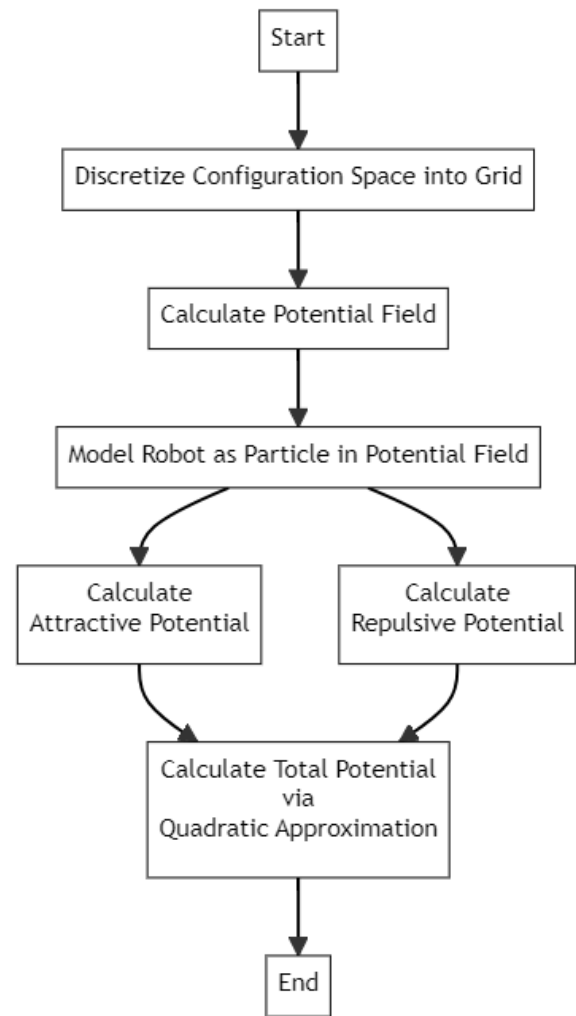 Start
Discretize Configuration Space into Grid
Calculate Potential Field
Model Robot as Particle in Potential Field
Calculate
Attractive Potential
Calculate
Repulsive Potential
Calculate Total Potential
via
Quadratic Approximation
End